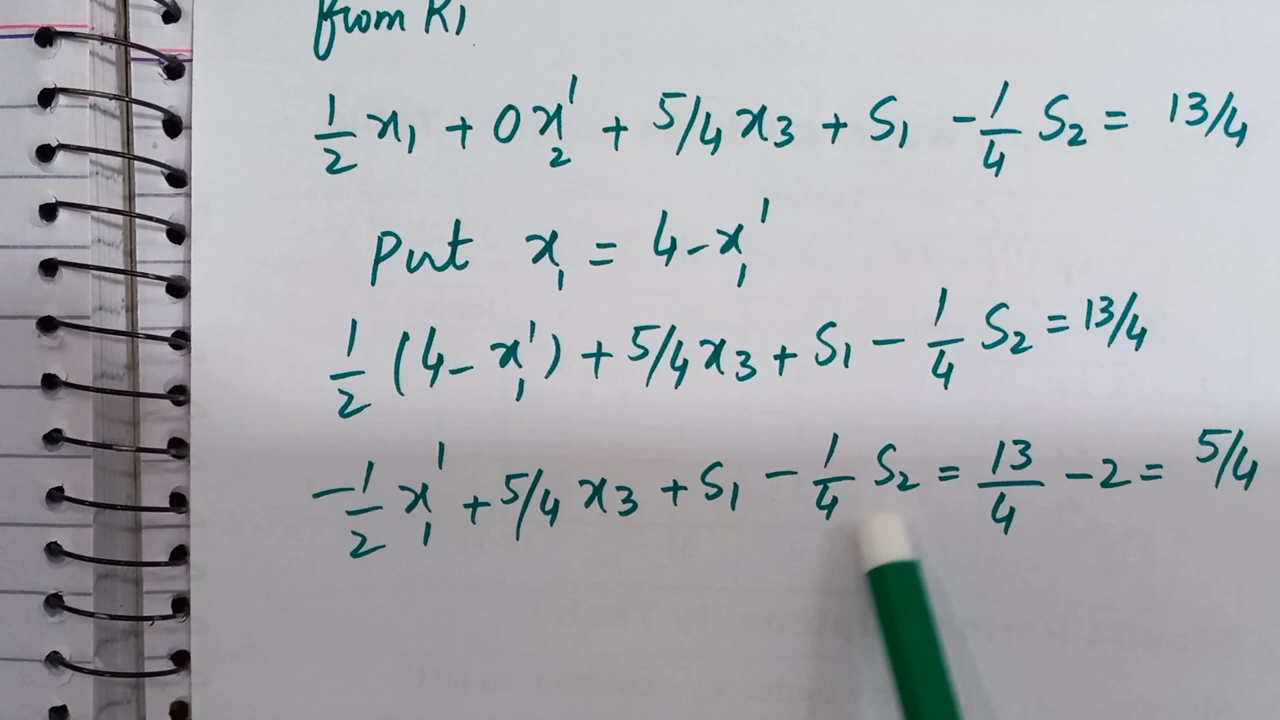 from R1
1/2 x₁ + 0x₂' + 5/4 x₃ + S₁ - 1/4 S₂ = 13/4
Put x₁ = 4 - x₁'
1/2 (4 - x₁') + 5/4 x₃ + S₁ - 1/4 S₂ = 13/4
-1/2 x₁' + 5/4 x₃ + S₁ - 1/4 S₂ = 13/4 - 2 = 5/4